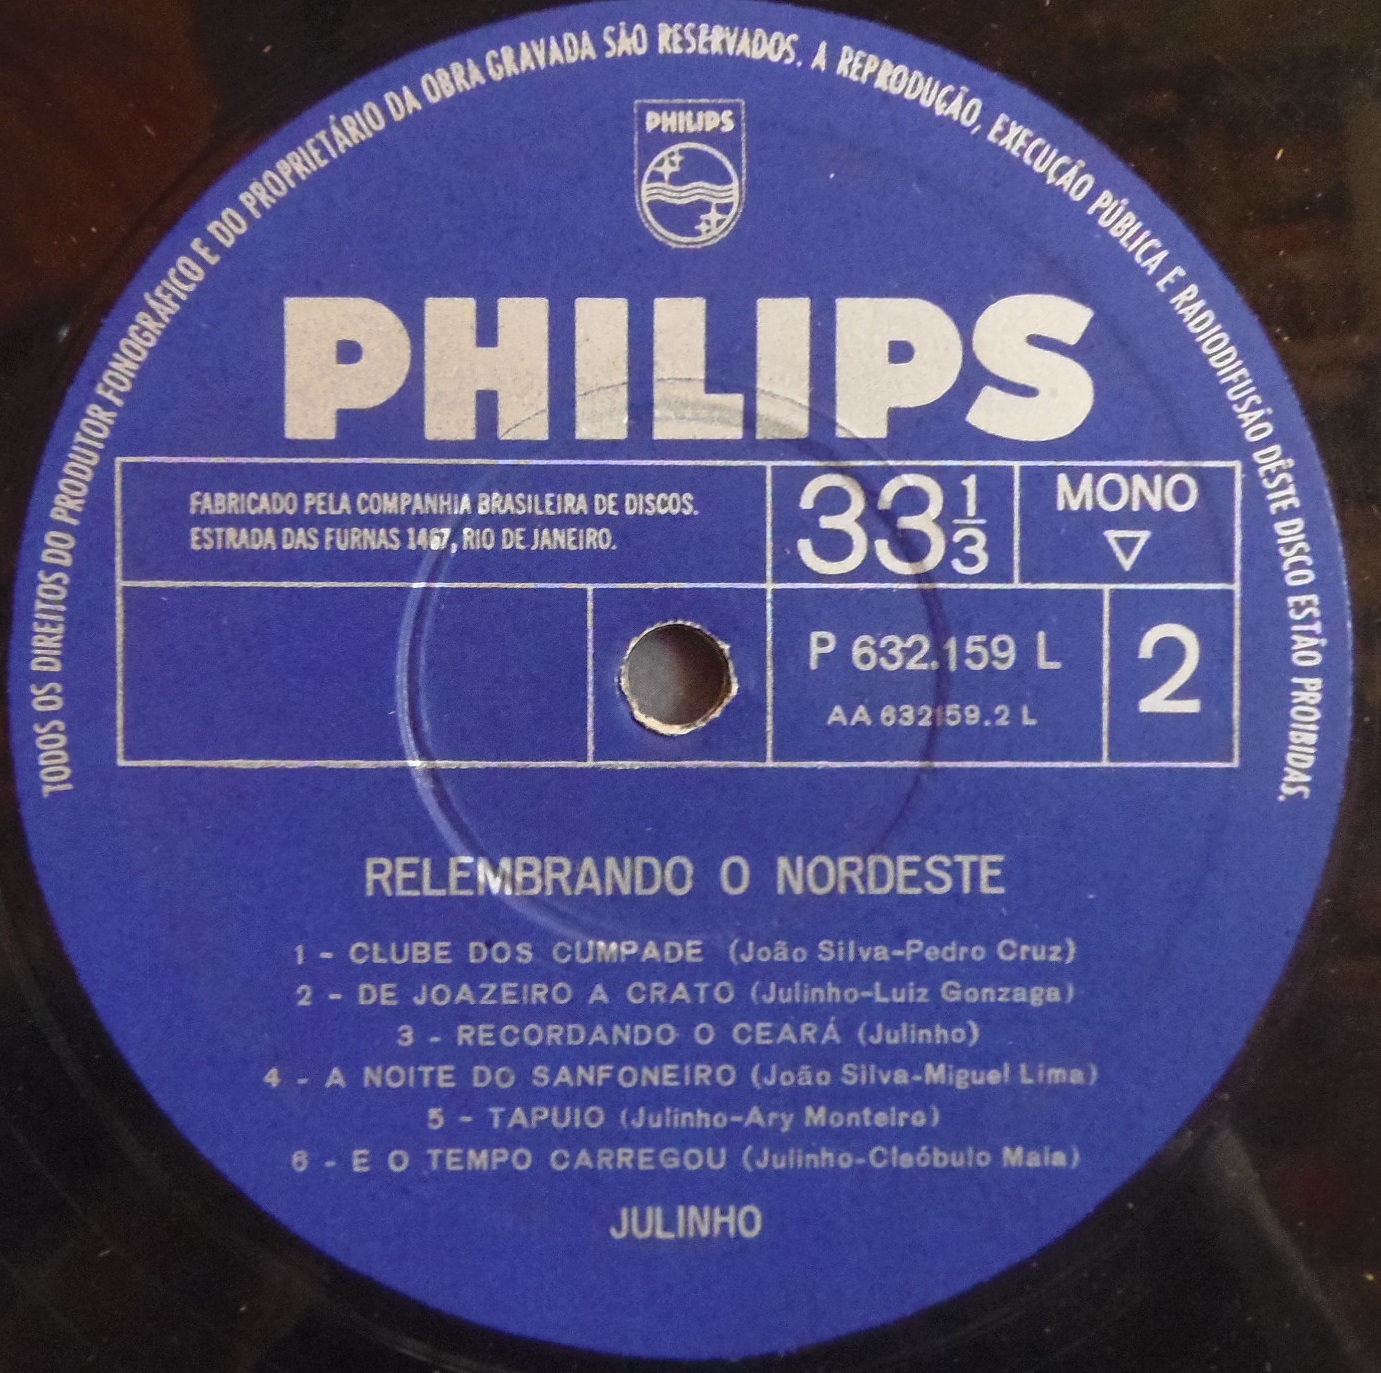 TODOS OS DIREITOS DO PRODUTOR FONOGRÁFICO E DO PROPRIETÁRIO DA OBRA GRAVADA SÃO RESERVADOS. A REPRODUÇÃO, EXECUÇÃO PÚBLICA E RADIODIFUSÃO DÊSTE DISCO ESTÃO PROIBIDAS.
PHILIPS
PHILIPS
FABRICADO PELA COMPANHIA BRASILEIRA DE DISCOS.
ESTRADA DAS FURNAS 1467, RIO DE JANEIRO.
33 1/3
MONO
P 632.159 L
AA 632159.2 L
2
RELEMBRANDO O NORDESTE
1 - CLUBE DOS CUMPADE (João Silva-Pedro Cruz)
2 - DE JOAZEIRO A CRATO (Julinho-Luiz Gonzaga)
3 - RECORDANDO O CEARÁ (Julinho)
4 - A NOITE DO SANFONEIRO (João Silva-Miguel Lima)
5 - TAPUIO (Julinho-Ary Monteiro)
6 - E O TEMPO CARREGOU (Julinho-Cleóbulo Maia)
JULINHO